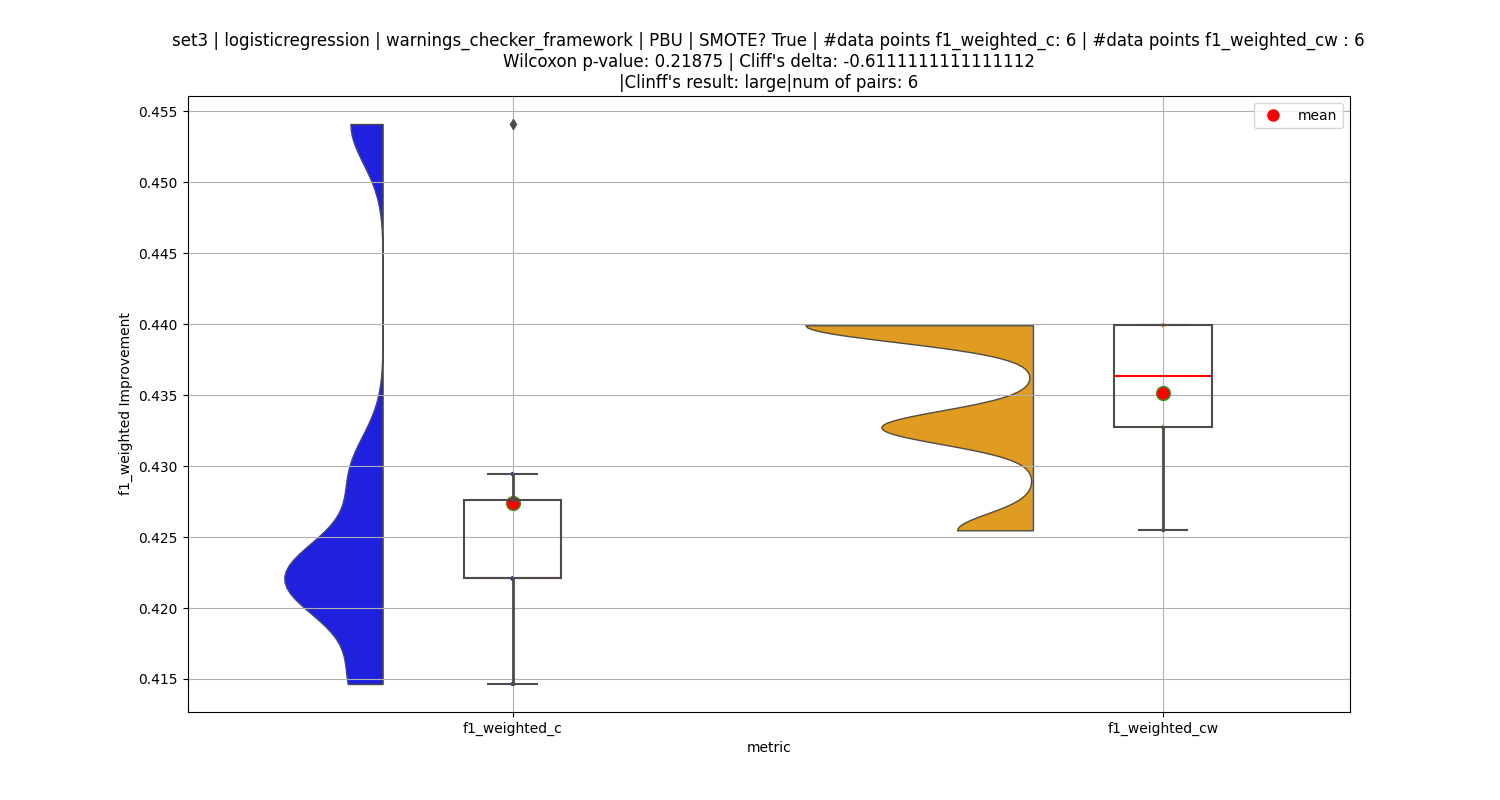 set3 | logisticregression | warnings_checker_framework | PBU | SMOTE? True | #data points f1_weighted_c: 6 | #data points f1_weighted_cw : 6
Wilcoxon p-value: 0.21875 | Cliff's delta: -0.6111111111111112
|Clinff's result: large|num of pairs: 6
mean
0.455
0.450
0.445
0.440
0.435
0.430
0.425
0.420
0.415
f1_weighted Improvement
f1_weighted_c
f1_weighted_cw
metric